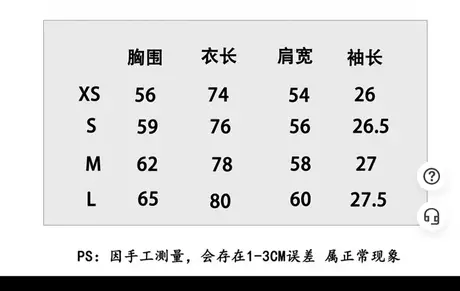 胸围 衣长 肩宽 袖长
XS 56 74 54 26
S 59 76 56 26.5
M 62 78 58 27
L 65 80 60 27.5
PS: 因手工测量，会存在1-3CM误差 属正常现象